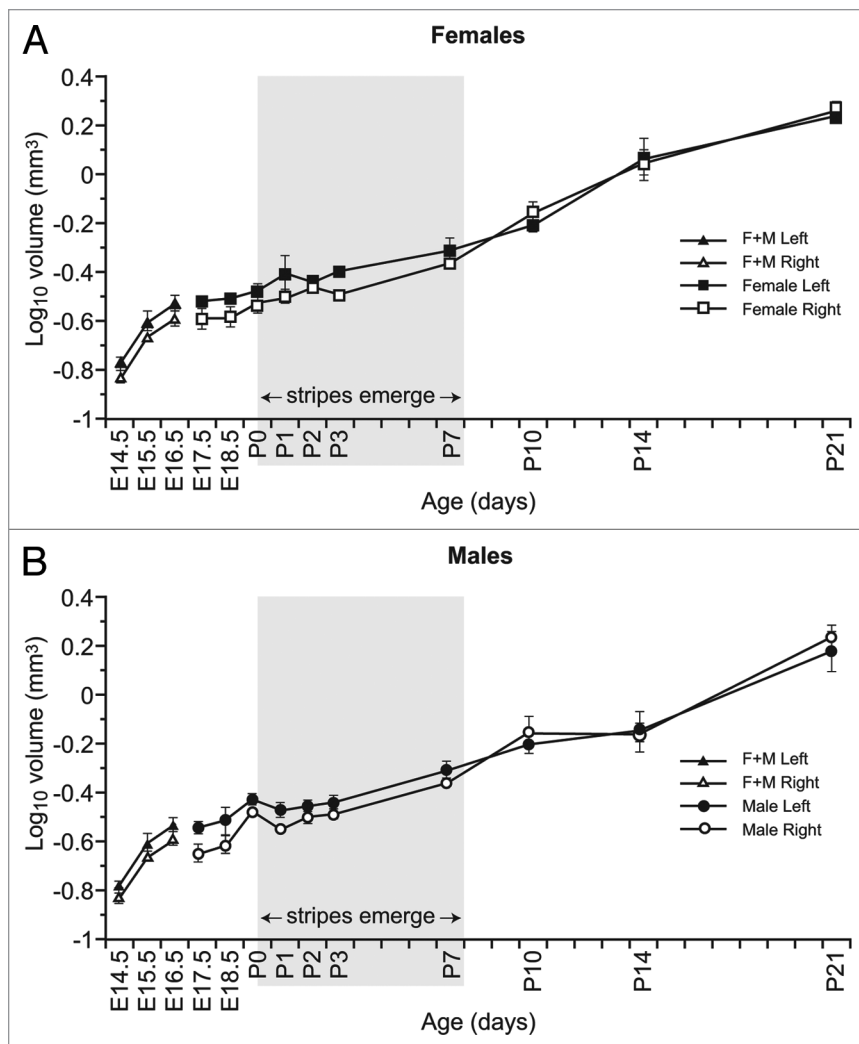 A
Females
0.4
0.2
0
-0.2
-0.4
-0.6
-0.8
-1
Log10 volume (mm³)
F+M Left
F+M Right
Female Left
Female Right
← stripes emerge →
E14.5
E15.5
E16.5
E17.5
E18.5
P0
P1
P2
P3
P7
P10
P14
P21
Age (days)
B
Males
0.4
0.2
0
-0.2
-0.4
-0.6
-0.8
-1
Log10 volume (mm³)
F+M Left
F+M Right
Male Left
Male Right
← stripes emerge →
E14.5
E15.5
E16.5
E17.5
E18.5
P0
P1
P2
P3
P7
P10
P14
P21
Age (days)